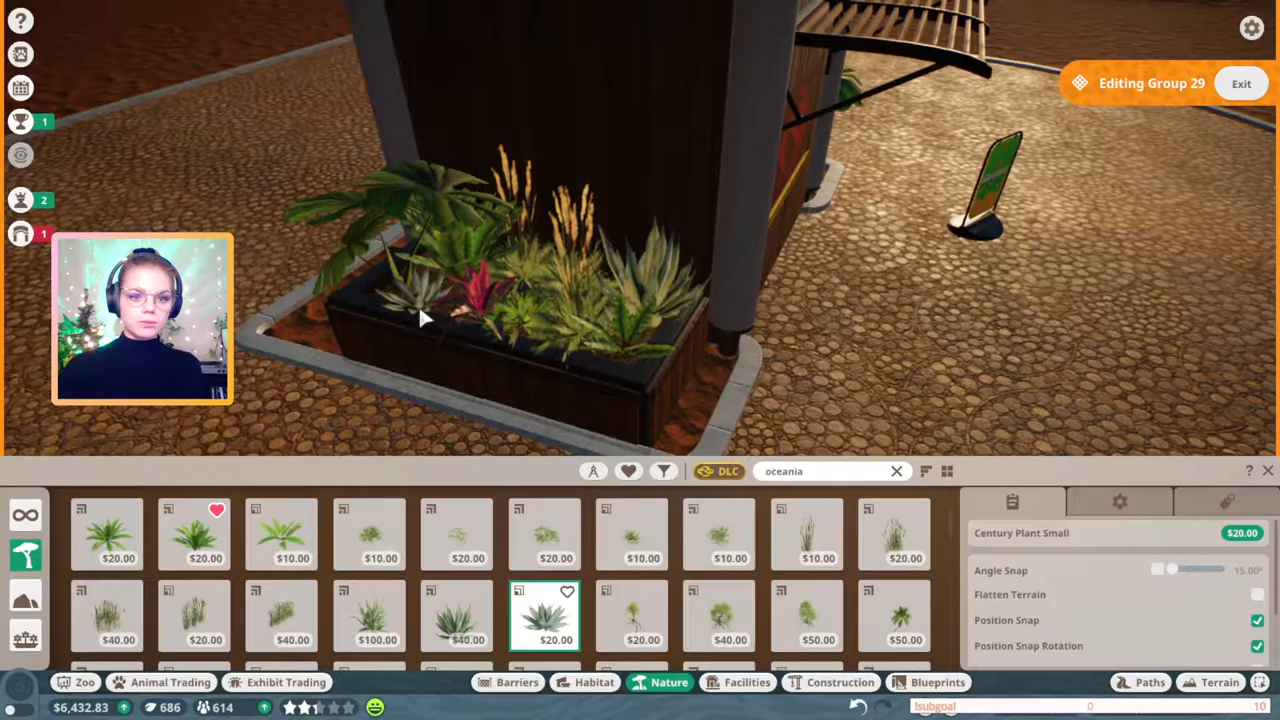 Editing Group 29
Exit
1
2
1
DLC
oceania
$20.00 $20.00 $10.00 $10.00 $20.00 $20.00 $10.00 $10.00 $10.00 $20.00
$40.00 $20.00 $40.00 $100.00 $40.00 $20.00 $20.00 $40.00 $50.00 $50.00
Century Plant Small $20.00
Angle Snap 15.00°
Flatten Terrain
Position Snap
Position Snap Rotation
Zoo Animal Trading Exhibit Trading Barriers Habitat Nature Facilities Construction Blueprints Paths Terrain
$6,432.83 686 614
!subgoal 0 10